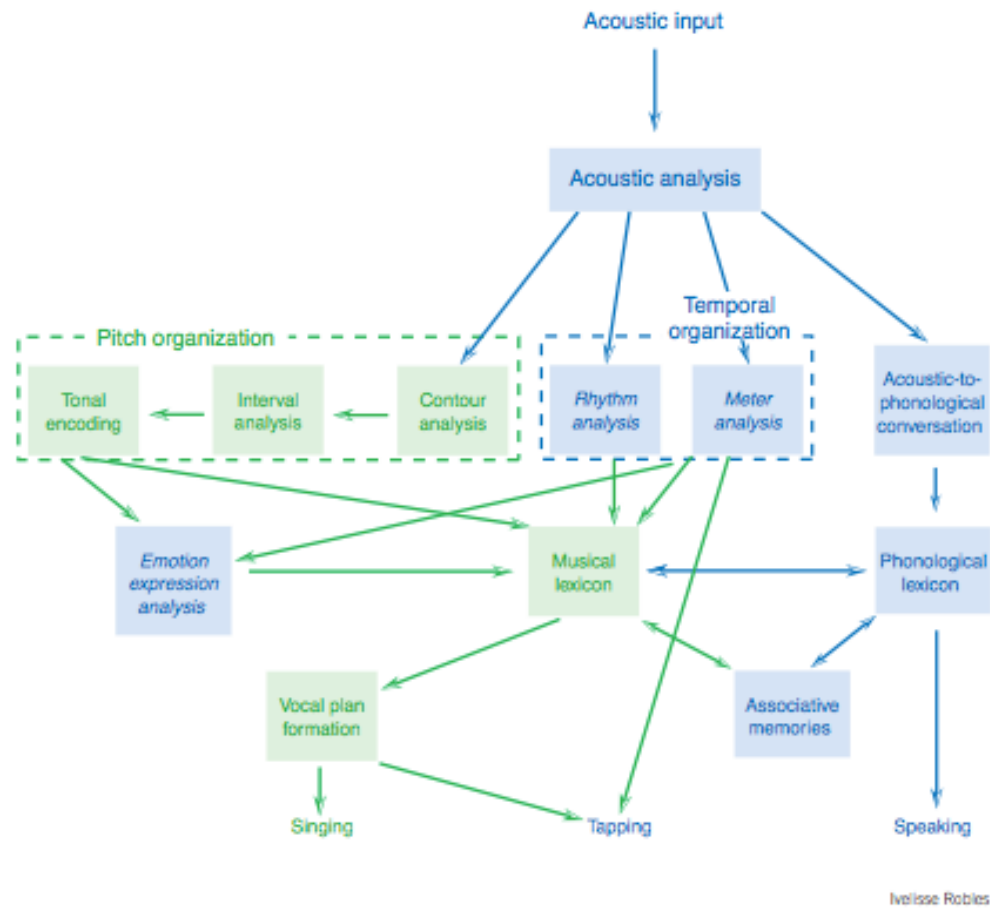 Acoustic input
Acoustic analysis
Temporal
organization
Pitch organization
Tonal
encoding
Interval
analysis
Contour
analysis
Rhythm
analysis
Meter
analysis
Acoustic-to-
phonological
conversation
Emotion
expression
analysis
Musical
lexicon
Phonological
lexicon
Vocal plan
formation
Associative
memories
Singing
Tapping
Speaking
Ivelisse Robles